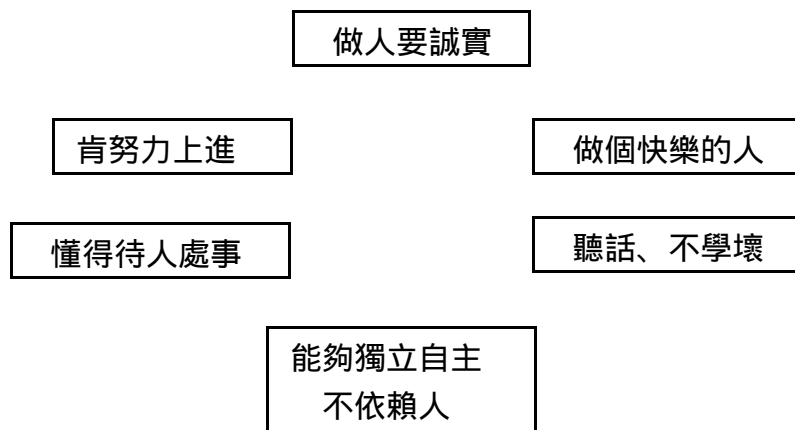 做人要誠實
肯努力上進
做個快樂的人
懂得待人處事
聽話、不學壞
能夠獨立自主
不依賴人